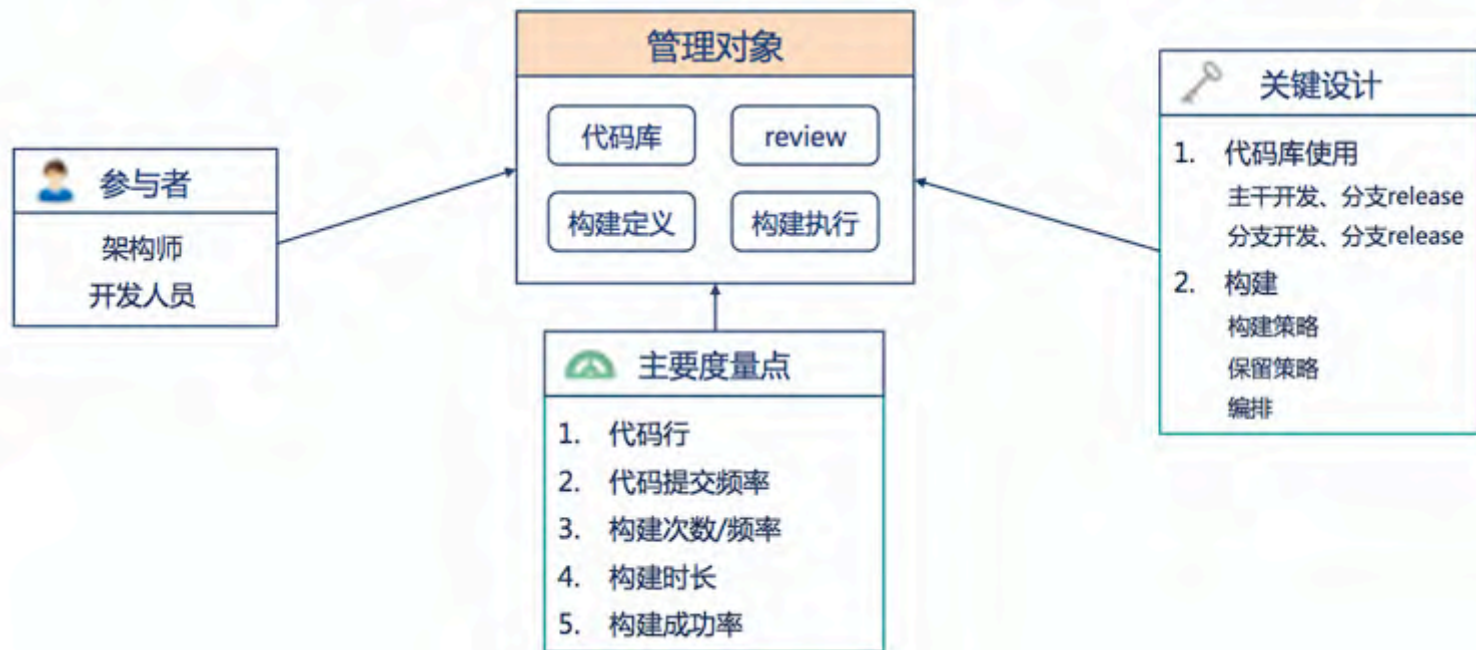 管理对象
代码库
review
构建定义
构建执行
参与者
架构师
开发人员
主要度量点
1. 代码行
2. 代码提交频率
3. 构建次数/频率
4. 构建时长
5. 构建成功率
关键设计
1. 代码库使用
主干开发、分支release
分支开发、分支release
2. 构建
构建策略
保留策略
编排